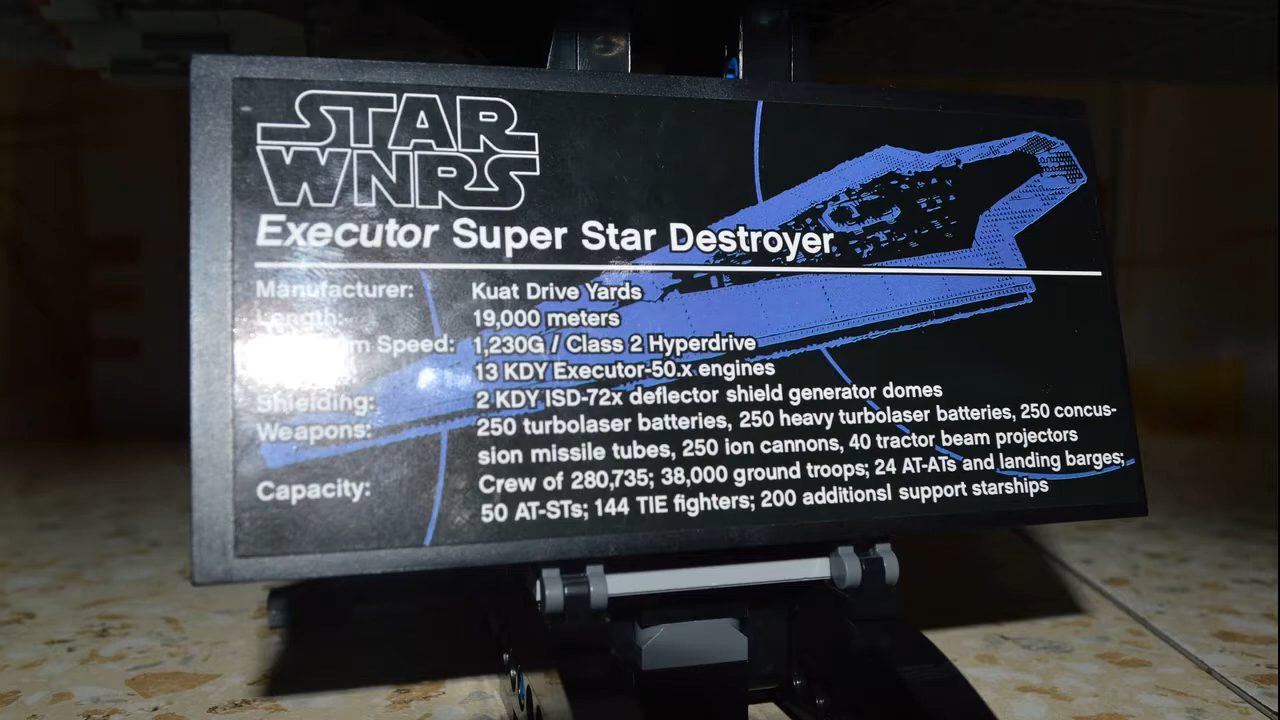 STAR
WNRS
Executor Super Star Destroyer
Manufacturer: Kuat Drive Yards
Length: 19,000 meters
Speed: 1,230G / Class 2 Hyperdrive
13 KDY Executor-50.x engines
Shielding: 2 KDY ISD-72x deflector shield generator domes
Weapons: 250 turbolaser batteries, 250 heavy turbolaser batteries, 250 concus-
sion missile tubes, 250 ion cannons, 40 tractor beam projectors
Capacity: Crew of 280,735; 38,000 ground troops; 24 AT-ATs and landing barges;
50 AT-STs; 144 TIE fighters; 200 additionsl support starships